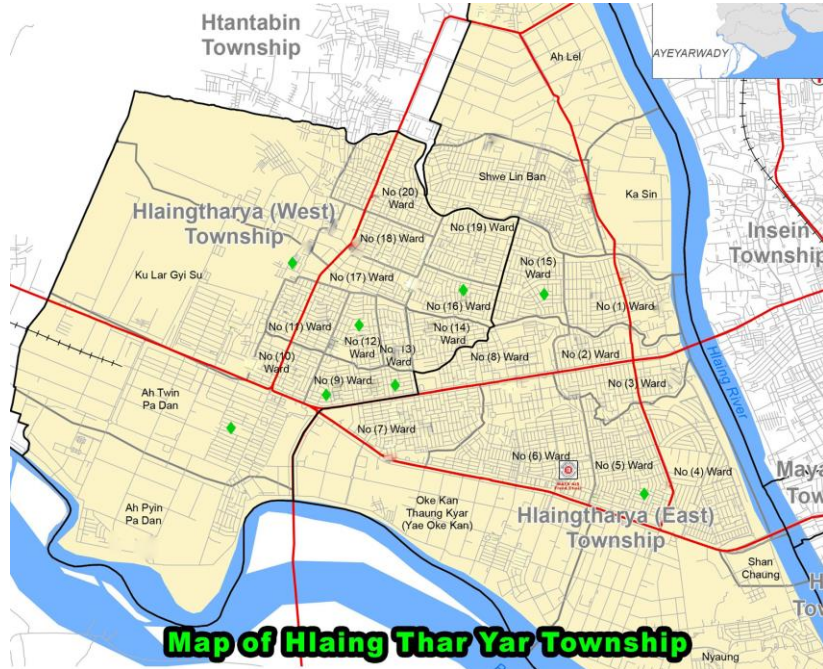 Htantabin
Township
AYEYARWADY
Ah Lel
Shwe Lin Ban
Ka Sin
No (20)
Ward
Hlaingtharya (West)
Township
No (19) Ward
No (18) Ward
No (15)
Ward
Insein
Township
Ku Lar Gyi Su
No (17) Ward
No (16) Ward
No (1) Ward
No (11) Ward
No (12)
Ward
No (14)
Ward
Ward
No (10)
Ward
No (8) Ward
No (2) Ward
Hlaing River
No (9) Ward
No (3) Ward
Ah Twin
Pa Dan
No (7) Ward
No (6) Ward
No (5) Ward
No (4) Ward
Oke Kan
Thaung Kyar
(Yae Oke Kan)
Ah Pyin
Pa Dan
Hlaingtharya (East)
Township
Shan
Chaung
Map of Hlaing Thar Yar Township
Nyaung